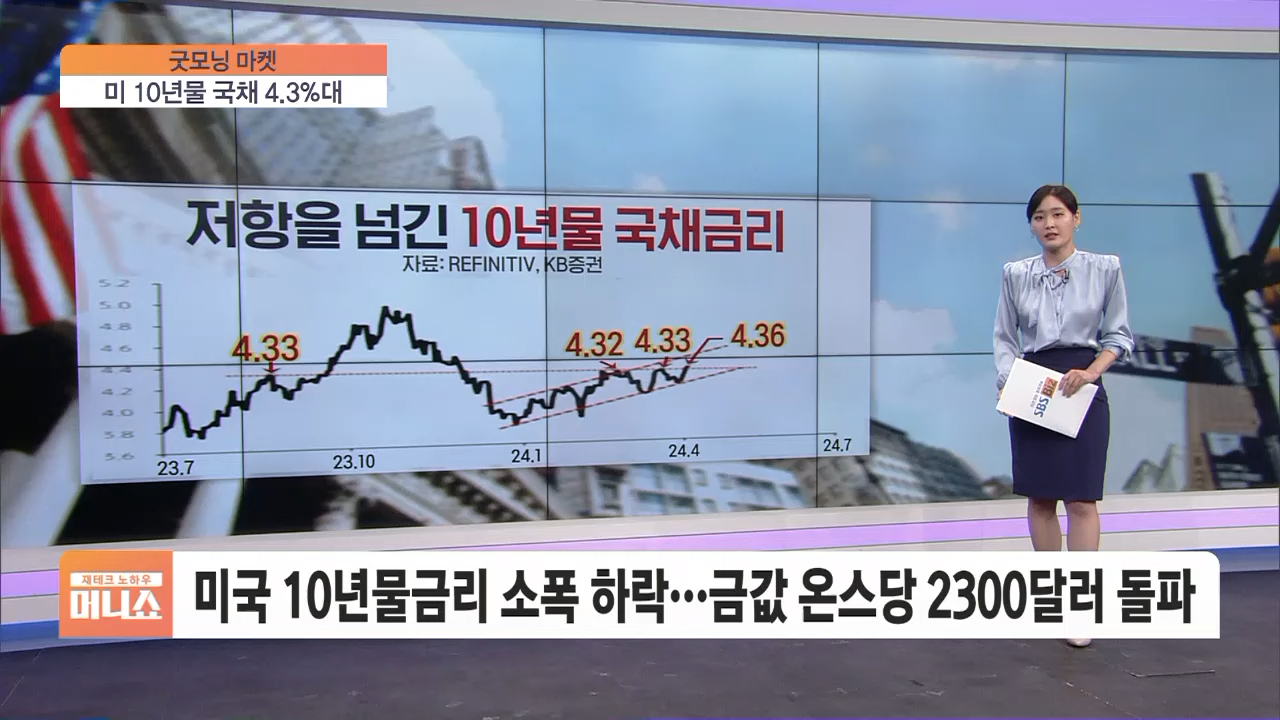 굿모닝 마켓
미 10년물 국채 4.3%대
저항을 넘긴 10년물 국채금리
자료: REFINITIV, KB증권
5.2
5.0
4.8
4.6
4.4
4.2
4.0
3.8
3.6
4.33
4.32
4.33
4.36
23.7
23.10
24.1
24.4
24.7
SBS Biz
재테크 노하우
머니쇼
미국 10년물금리 소폭 하락…금값 온스당 2300달러 돌파